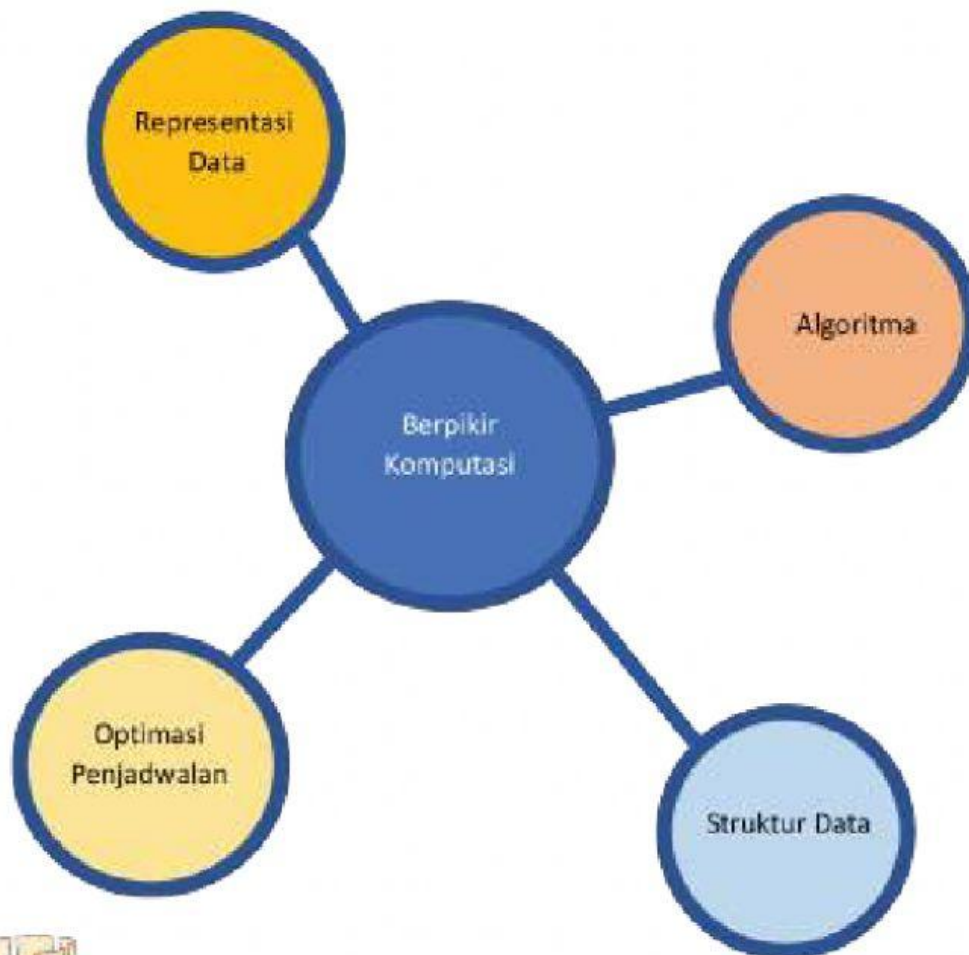 Representasi
Data
Algoritma
Berpikir
Komputasi
Optimasi
Penjadwalan
Struktur Data